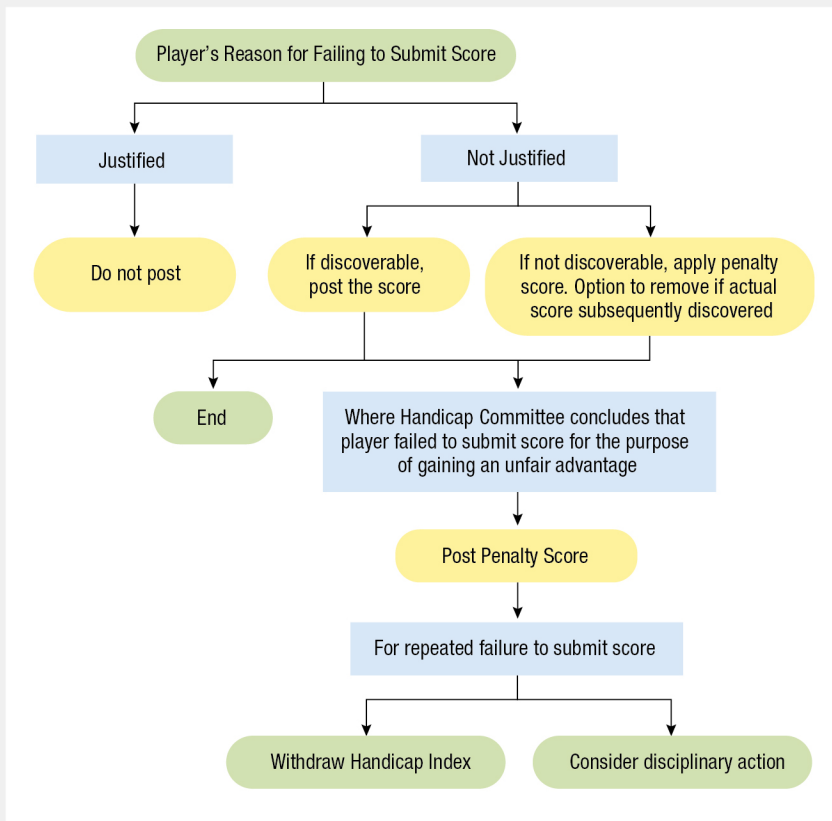 Player’s Reason for Failing to Submit Score
Justified
Not Justified
Do not post
If discoverable,
post the score
If not discoverable, apply penalty
score. Option to remove if actual
score subsequently discovered
End
Where Handicap Committee concludes that
player failed to submit score for the purpose
of gaining an unfair advantage
Post Penalty Score
For repeated failure to submit score
Withdraw Handicap Index
Consider disciplinary action